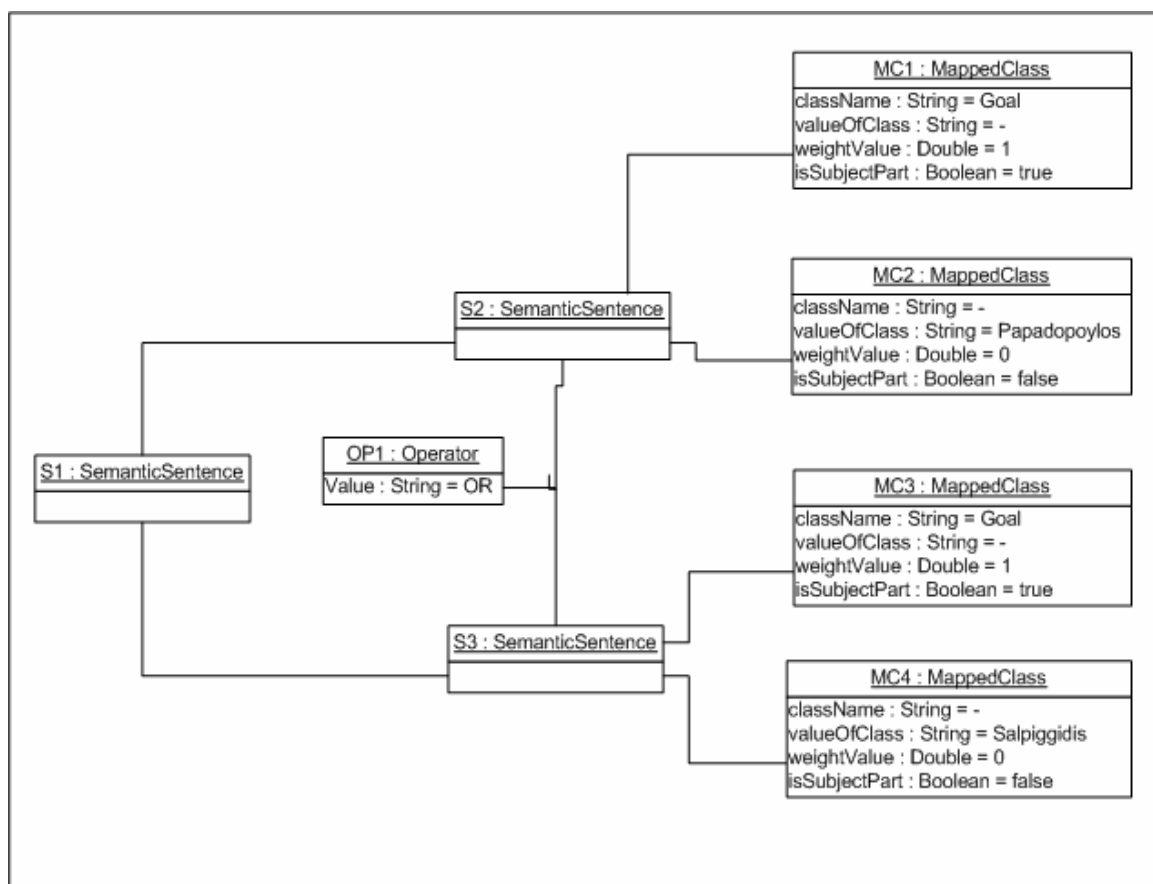 MC1 : MappedClass
className : String = Goal
valueOfClass : String = -
weightValue : Double = 1
isSubjectPart : Boolean = true
MC2 : MappedClass
className : String = -
valueOfClass : String = Papadopoylos
weightValue : Double = 0
isSubjectPart : Boolean = false
S2 : SemanticSentence
OP1 : Operator
Value : String = OR
S1 : SemanticSentence
MC3 : MappedClass
className : String = Goal
valueOfClass : String = -
weightValue : Double = 1
isSubjectPart : Boolean = true
S3 : SemanticSentence
MC4 : MappedClass
className : String = -
valueOfClass : String = Salpiggidis
weightValue : Double = 0
isSubjectPart : Boolean = false